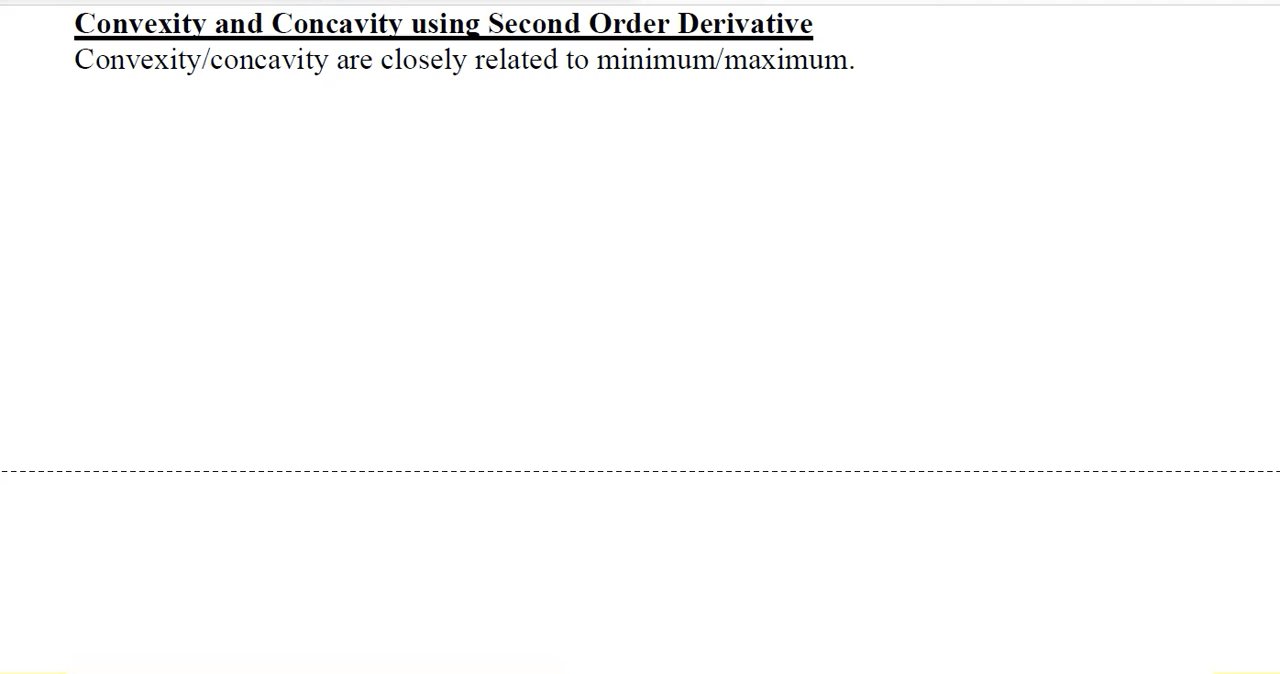 Convexity and Concavity using Second Order Derivative
Convexity/concavity are closely related to minimum/maximum.